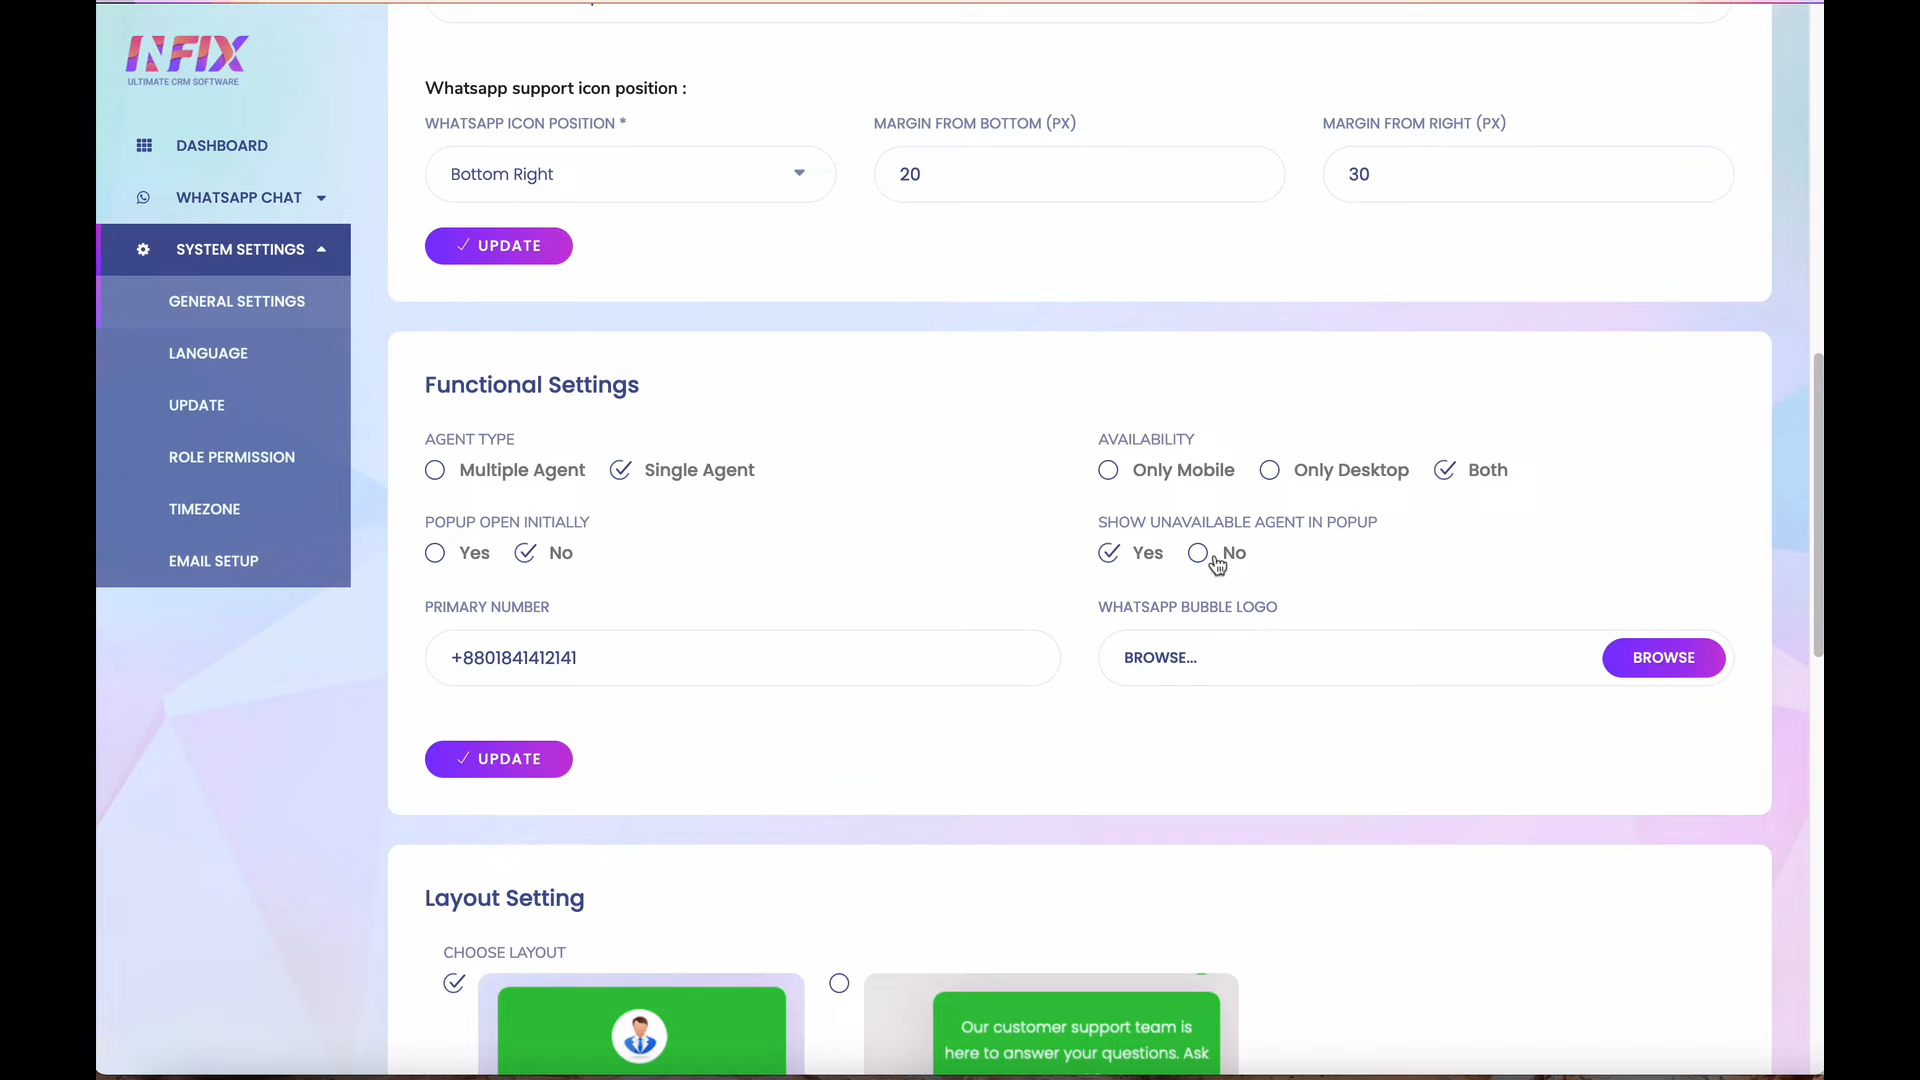 INFIX
ULTIMATE CRM SOFTWARE
DASHBOARD
WHATSAPP CHAT
SYSTEM SETTINGS
GENERAL SETTINGS
LANGUAGE
UPDATE
ROLE PERMISSION
TIMEZONE
EMAIL SETUP
Whatsapp support icon position :
WHATSAPP ICON POSITION * MARGIN FROM BOTTOM (PX) MARGIN FROM RIGHT (PX)
Bottom Right 20 30
UPDATE
Functional Settings
AGENT TYPE AVAILABILITY
Multiple Agent Single Agent Only Mobile Only Desktop Both
POPUP OPEN INITIALLY SHOW UNAVAILABLE AGENT IN POPUP
Yes No Yes No
PRIMARY NUMBER WHATSAPP BUBBLE LOGO
+8801841412141 BROWSE... BROWSE
UPDATE
Layout Setting
CHOOSE LAYOUT
Our customer support team is
here to answer your questions. Ask